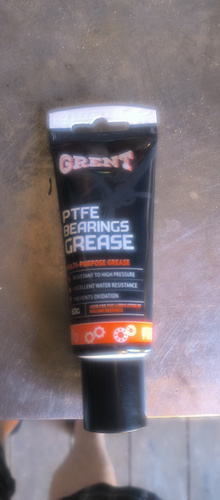 GRENT
PTFE
BEARINGS
GREASE
MULTI-PURPOSE GREASE
RESISTANT TO HIGH PRESSURE
EXCELLENT WATER RESISTANCE
PREVENTS OXIDATION